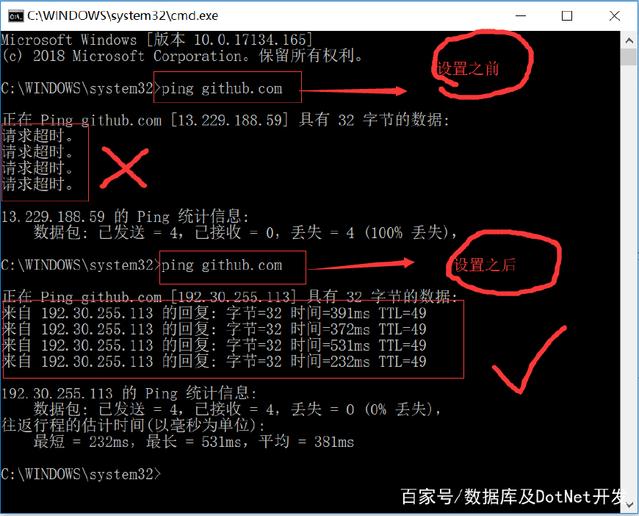 C:\WINDOWS\system32\cmd.exe
Microsoft Windows [版本 10.0.17134.165]
(c) 2018 Microsoft Corporation。保留所有权利。
设置之前
C:\WINDOWS\system32>ping github.com
正在 Ping github.com [13.229.188.59] 具有 32 字节的数据:
请求超时。
请求超时。
请求超时。
请求超时。
13.229.188.59 的 Ping 统计信息:
数据包: 已发送 = 4，已接收 = 0，丢失 = 4 (100% 丢失)，
C:\WINDOWS\system32>ping github.com
设置之后
正在 Ping github.com [192.30.255.113] 具有 32 字节的数据:
来自 192.30.255.113 的回复: 字节=32 时间=391ms TTL=49
来自 192.30.255.113 的回复: 字节=32 时间=372ms TTL=49
来自 192.30.255.113 的回复: 字节=32 时间=531ms TTL=49
来自 192.30.255.113 的回复: 字节=32 时间=232ms TTL=49
192.30.255.113 的 Ping 统计信息:
数据包: 已发送 = 4，已接收 = 4，丢失 = 0 (0% 丢失)，
往返行程的估计时间(以毫秒为单位):
最短 = 232ms，最长 = 531ms，平均 = 381ms
C:\WINDOWS\system32>
百家号/数据库及DotNet开发